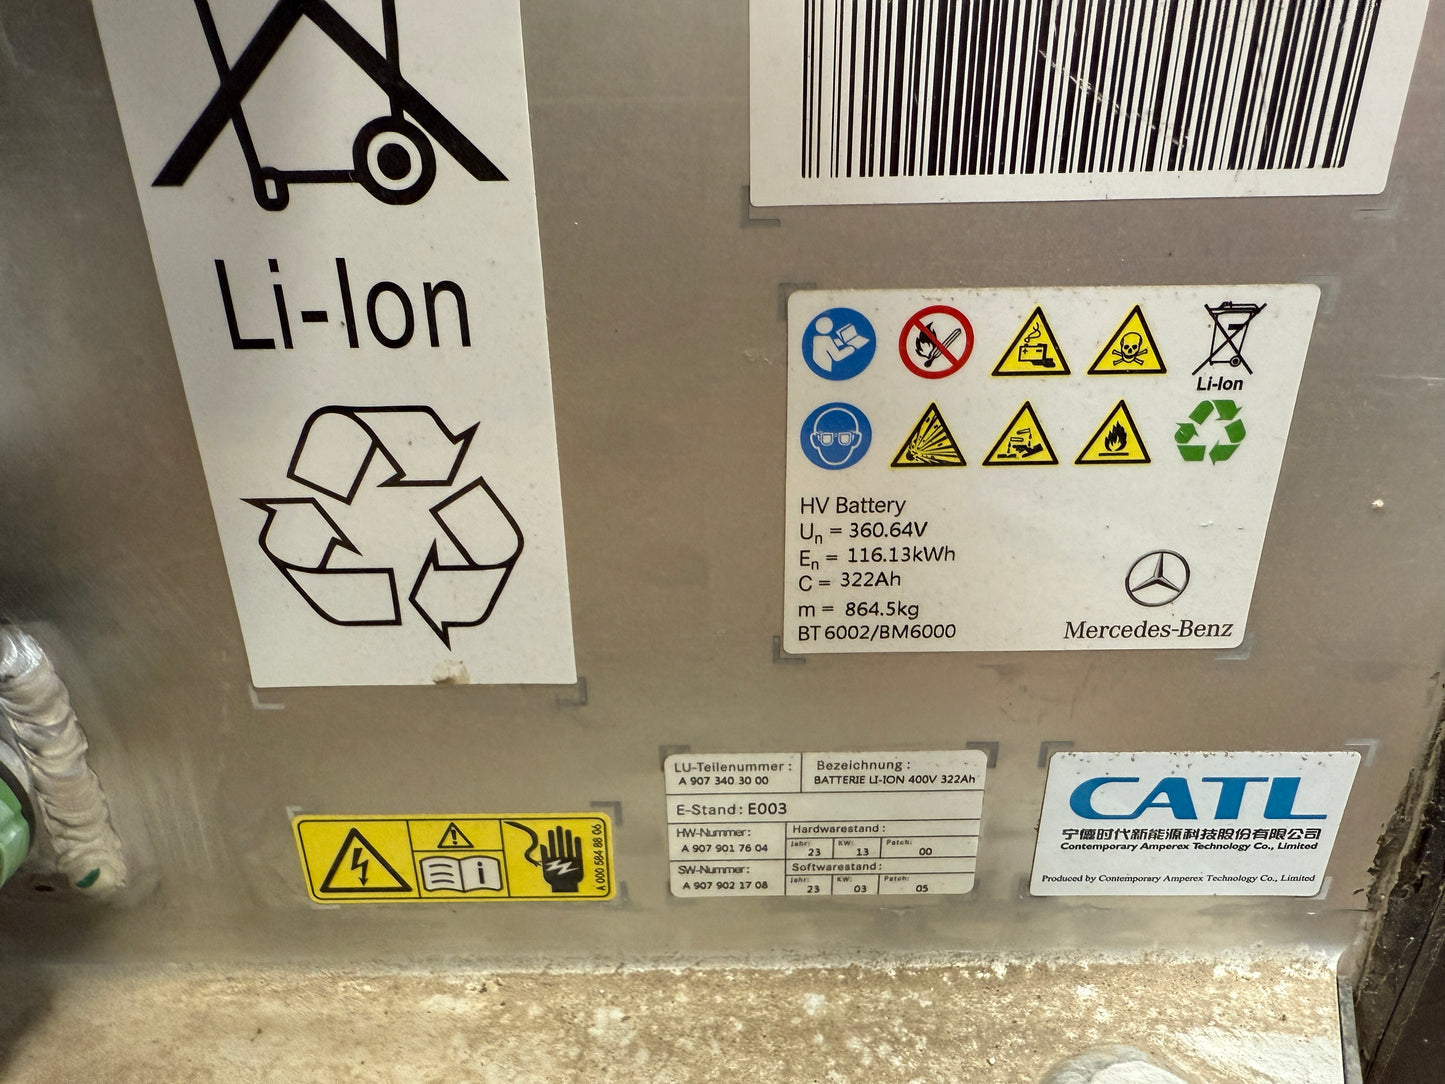 Li-Ion
Li-Ion
HV Battery
Un = 360.64V
En = 116.13kWh
C = 322Ah
m = 864.5kg
BT6002/BM6000
Mercedes-Benz
A 000 584 88 06
LU-Teilenummer :
A 907 340 30 00
Bezeichnung :
BATTERIE LI-ION 400V 322Ah
E-Stand : E003
HW-Nummer :
A 907 901 76 04
Hardwarestand :
Jahr: 23 KW: 13 Patch: 00
SW-Nummer :
A 907 902 17 08
Softwarestand :
Jahr: 23 KW: 03 Patch: 05
CATL
宁德时代新能源科技股份有限公司
Contemporary Amperex Technology Co., Limited
Produced by Contemporary Amperex Technology Co., Limited